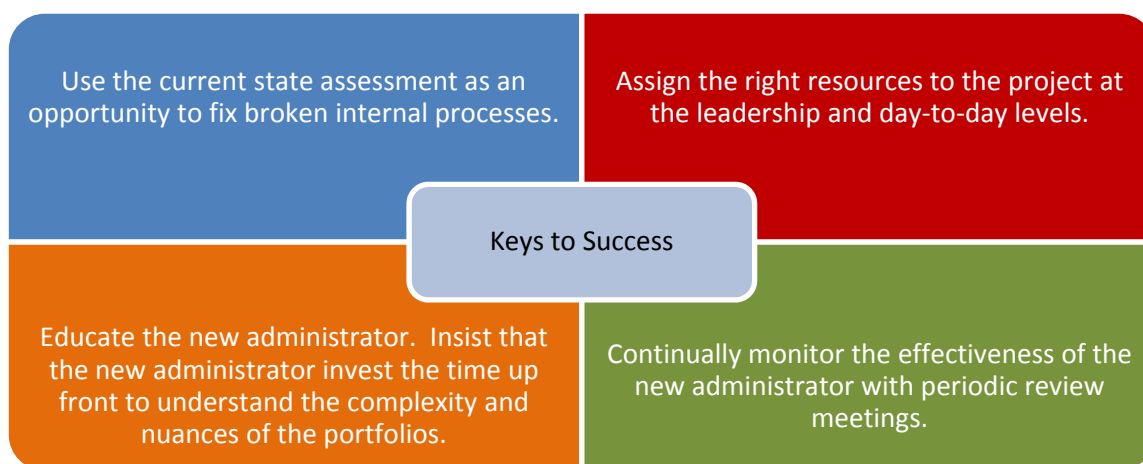 Use the current state assessment as an
opportunity to fix broken internal processes.
Assign the right resources to the project at
the leadership and day-to-day levels.
Keys to Success
Educate the new administrator.  Insist that
the new administrator invest the time up
front to understand the complexity and
nuances of the portfolios.
Continually monitor the effectiveness of the
new administrator with periodic review
meetings.